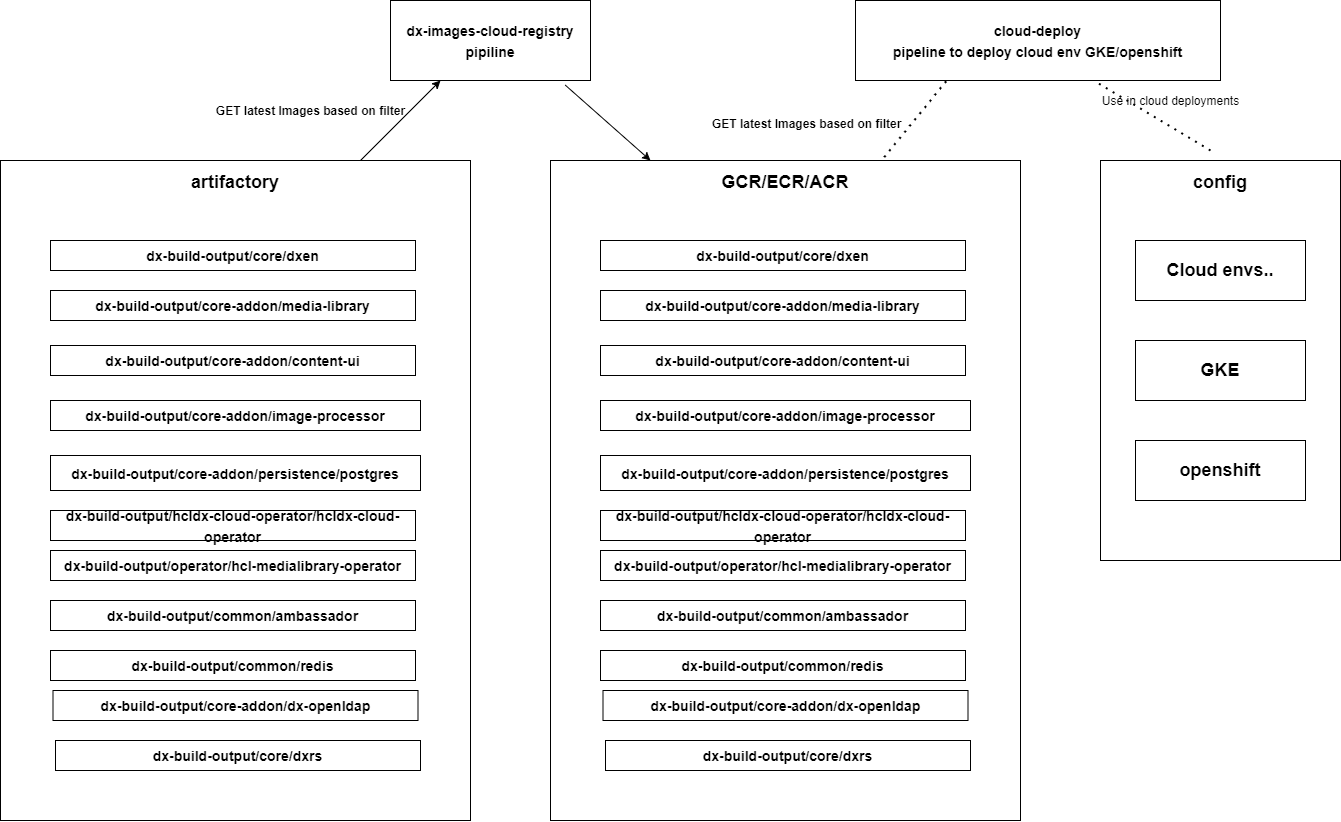 dx-images-cloud-registry
pipiline
cloud-deploy
pipeline to deploy cloud env GKE/openshift
GET latest Images based on filter
GET latest Images based on filter
Use in cloud deployments
artifactory
dx-build-output/core/dxen
dx-build-output/core-addon/media-library
dx-build-output/core-addon/content-ui
dx-build-output/core-addon/image-processor
dx-build-output/core-addon/persistence/postgres
dx-build-output/hcldx-cloud-operator/hcldx-cloud-
operator
dx-build-output/operator/hcl-medialibrary-operator
dx-build-output/common/ambassador
dx-build-output/common/redis
dx-build-output/core-addon/dx-openldap
dx-build-output/core/dxrs
GCR/ECR/ACR
dx-build-output/core/dxen
dx-build-output/core-addon/media-library
dx-build-output/core-addon/content-ui
dx-build-output/core-addon/image-processor
dx-build-output/core-addon/persistence/postgres
dx-build-output/hcldx-cloud-operator/hcldx-cloud-
operator
dx-build-output/operator/hcl-medialibrary-operator
dx-build-output/common/ambassador
dx-build-output/common/redis
dx-build-output/core-addon/dx-openldap
dx-build-output/core/dxrs
config
Cloud envs..
GKE
openshift